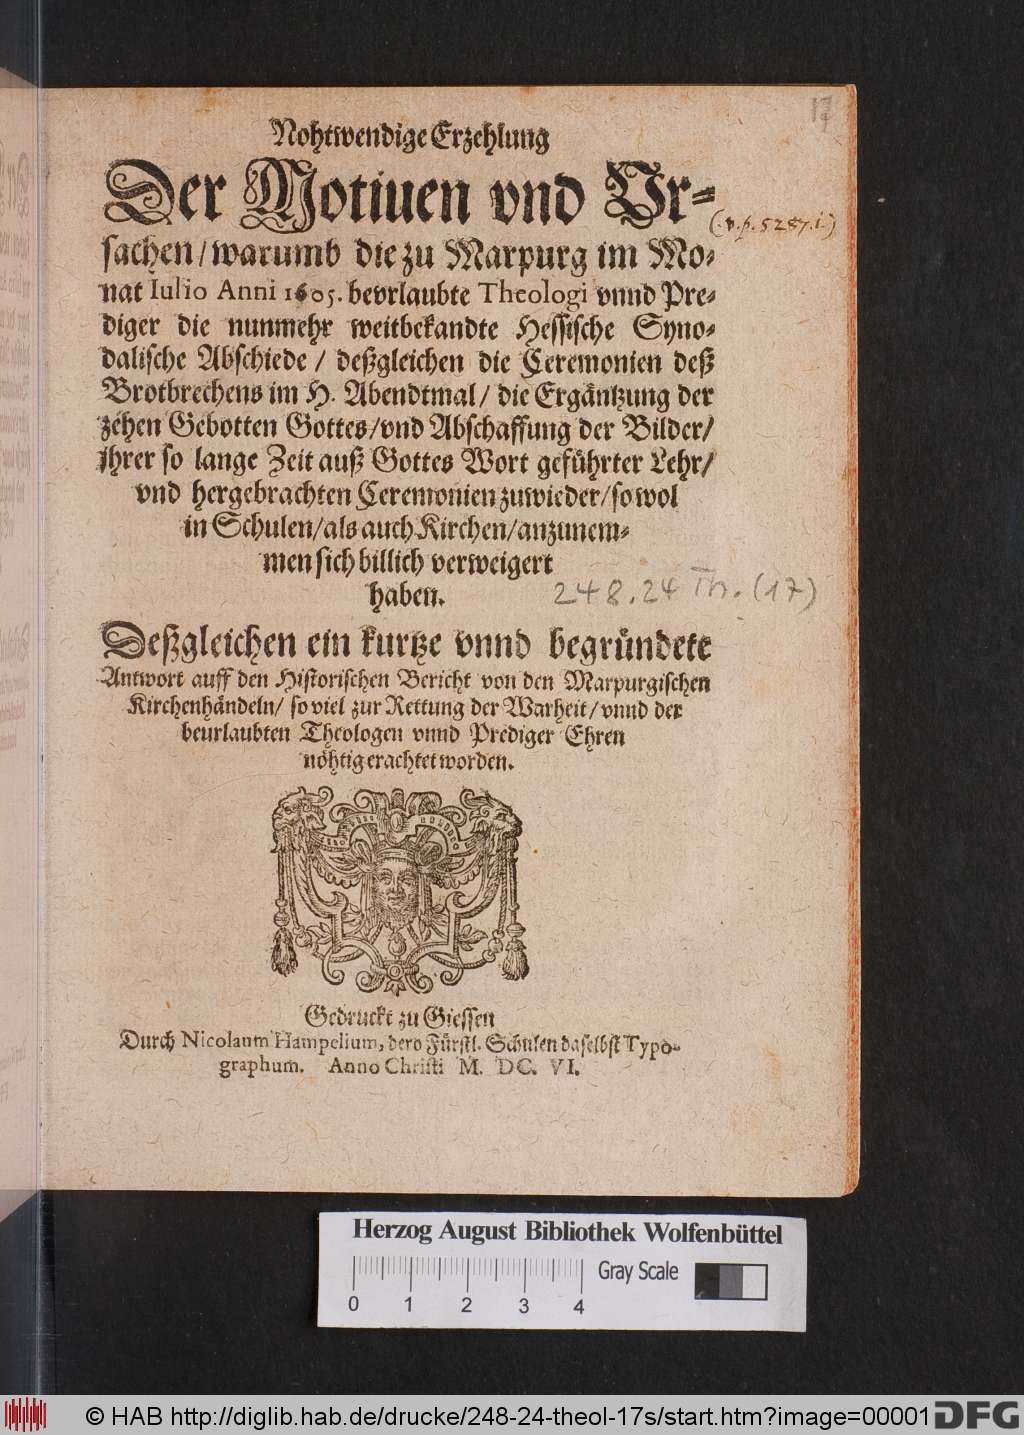 17
Nohtwendige Erzehlung
Der Motiuen vnd Vr-
(.v.p. 5257.i.)
sachen / warumb die zu Marpurg im Mo-
nat Iulio Anni 1605. bevrlaubte Theologi vnnd Pre-
diger die nunmehr weitbekandte Hessische Syno-
dalische Abschiede / deßgleichen die Ceremonien deß
Brotbrechens im H. Abendtmal / die Ergäntzung der
zehen Gebotten Gottes / vnd Abschaffung der Bilder /
jhrer so lange Zeit auß Gottes Wort geführter Lehr /
vnd hergebrachten Ceremonien zuwieder / so wol
in Schulen / als auch Kirchen / anzunem-
men sich billich verweigert
haben.
248.24 Th. (17)
Deßgleichen ein kurtze vnnd begründete
Antwort auff den Historischen Bericht von den Marpurgischen
Kirchenhändeln / so viel zur Rettung der Warheit / vnnd der
beurlaubten Theologen vnnd Prediger Ehren
nöhtig erachtet worden.
Gedruckt zu Giessen
Durch Nicolaum Hampelium, dero Fürstl. Schulen daselbst Typo-
graphum. Anno Christi M. DC. VI.
Herzog August Bibliothek Wolfenbüttel
Gray Scale
0 1 2 3 4
© HAB http://diglib.hab.de/drucke/248-24-theol-17s/start.htm?image=00001
DFG